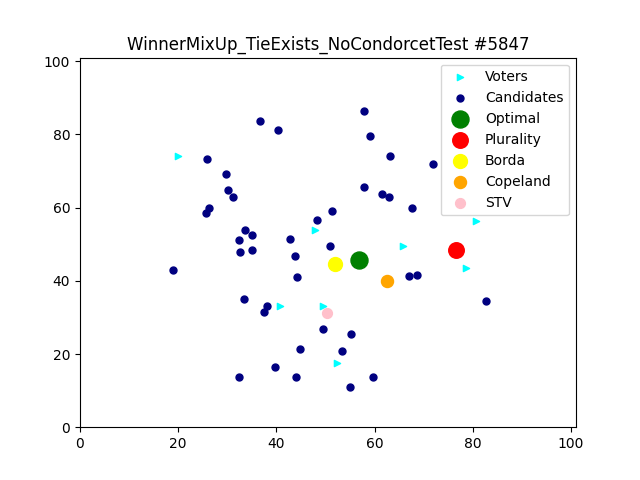 WinnerMixUp_TieExists_NoCondorcetTest #5847
100
80
60
40
20
0
0
20
40
60
80
100
Voters
Candidates
Optimal
Plurality
Borda
Copeland
STV